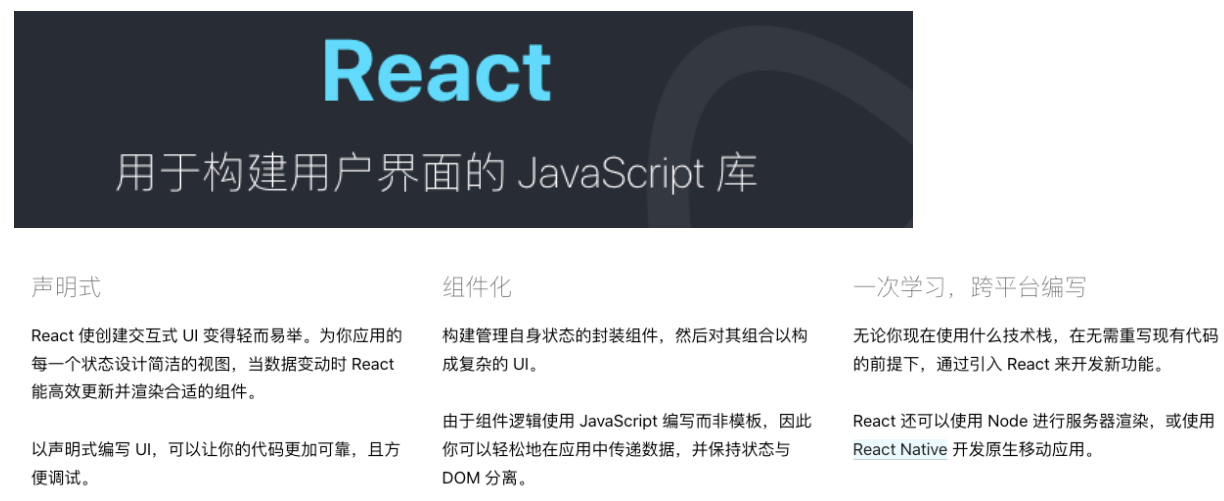 React
用于构建用户界面的 JavaScript 库
声明式
React 使创建交互式 UI 变得轻而易举。为你应用的
每一个状态设计简洁的视图，当数据变动时 React
能高效更新并渲染合适的组件。
以声明式编写 UI，可以让你的代码更加可靠，且方
便调试。
组件化
构建管理自身状态的封装组件，然后对其组合以构
成复杂的 UI。
由于组件逻辑使用 JavaScript 编写而非模板，因此
你可以轻松地在应用中传递数据，并保持状态与
DOM 分离。
一次学习，跨平台编写
无论你现在使用什么技术栈，在无需重写现有代码
的前提下，通过引入 React 来开发新功能。
React 还可以使用 Node 进行服务器渲染，或使用
React Native 开发原生移动应用。